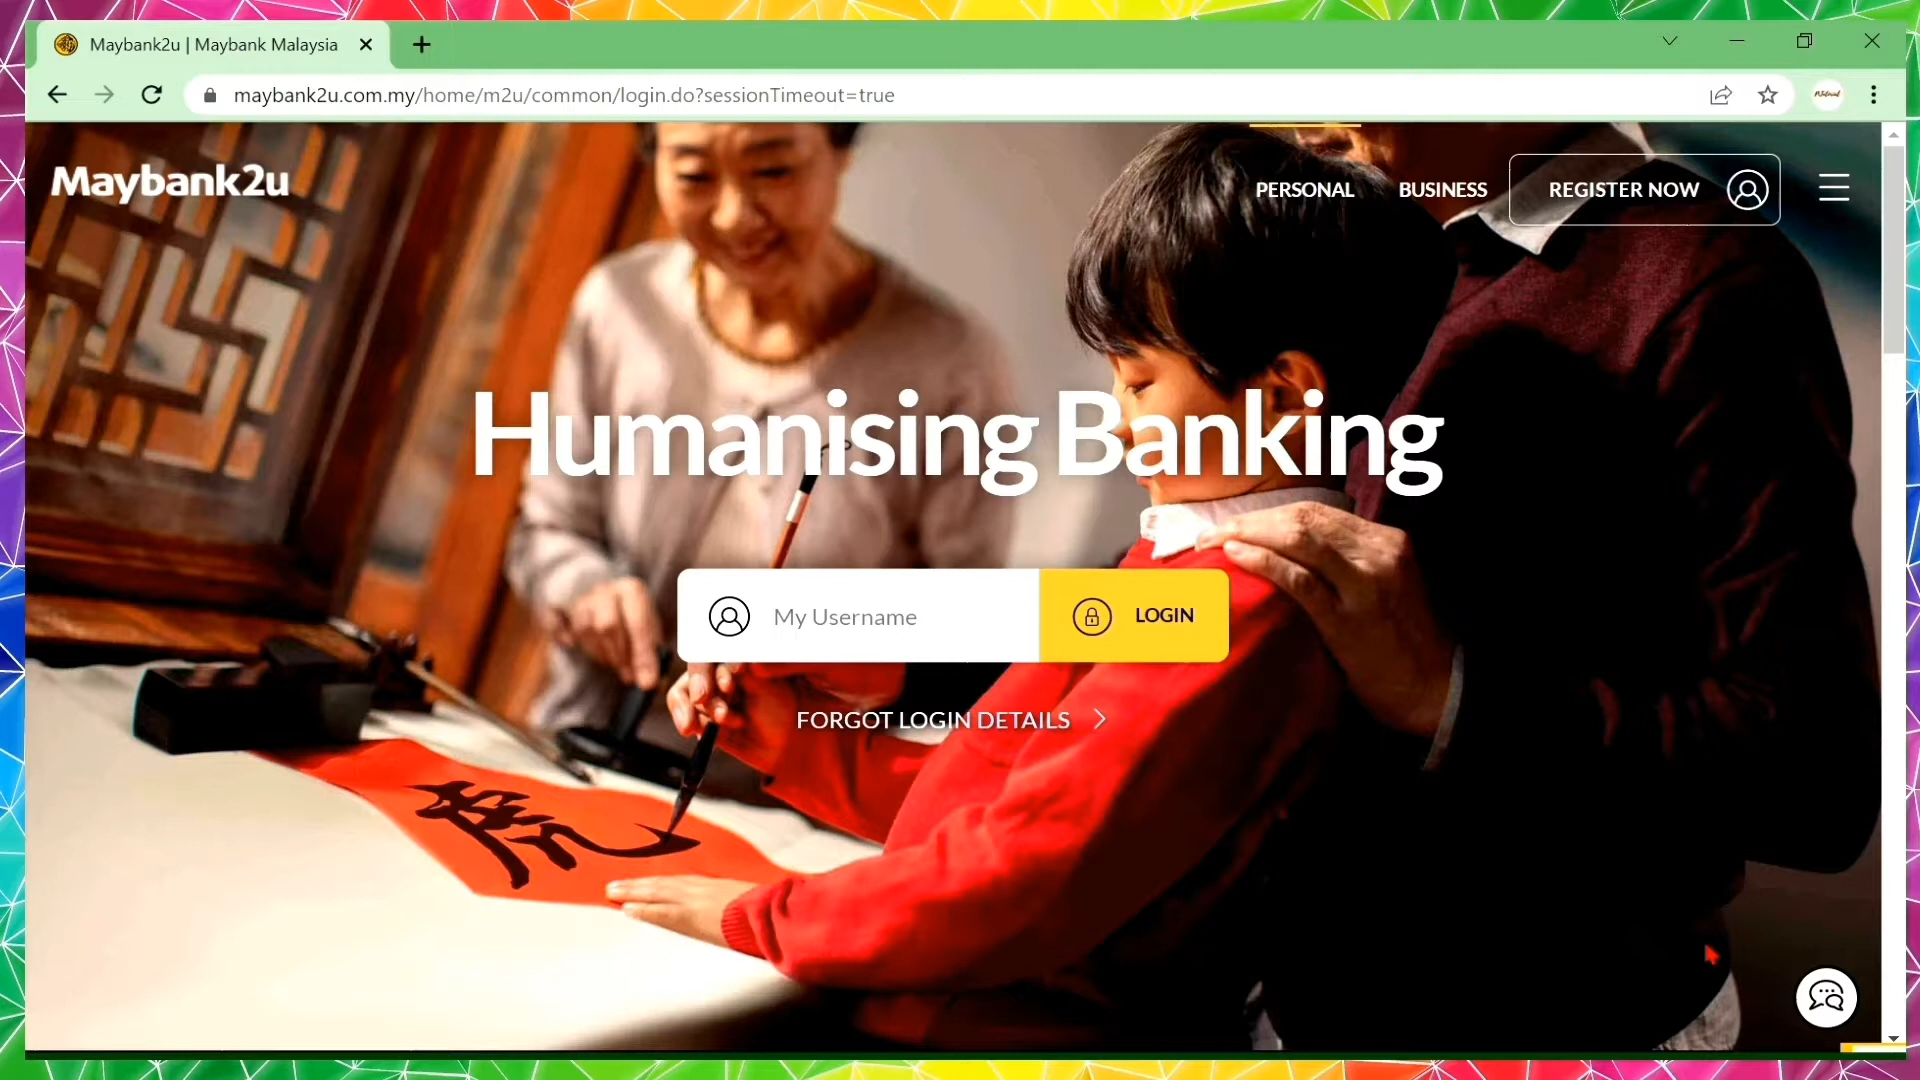 Maybank2u | Maybank Malaysia
maybank2u.com.my/home/m2u/common/login.do?sessionTimeout=true
Maybank2u
PERSONAL
BUSINESS
REGISTER NOW
Humanising Banking
My Username
LOGIN
FORGOT LOGIN DETAILS
虎